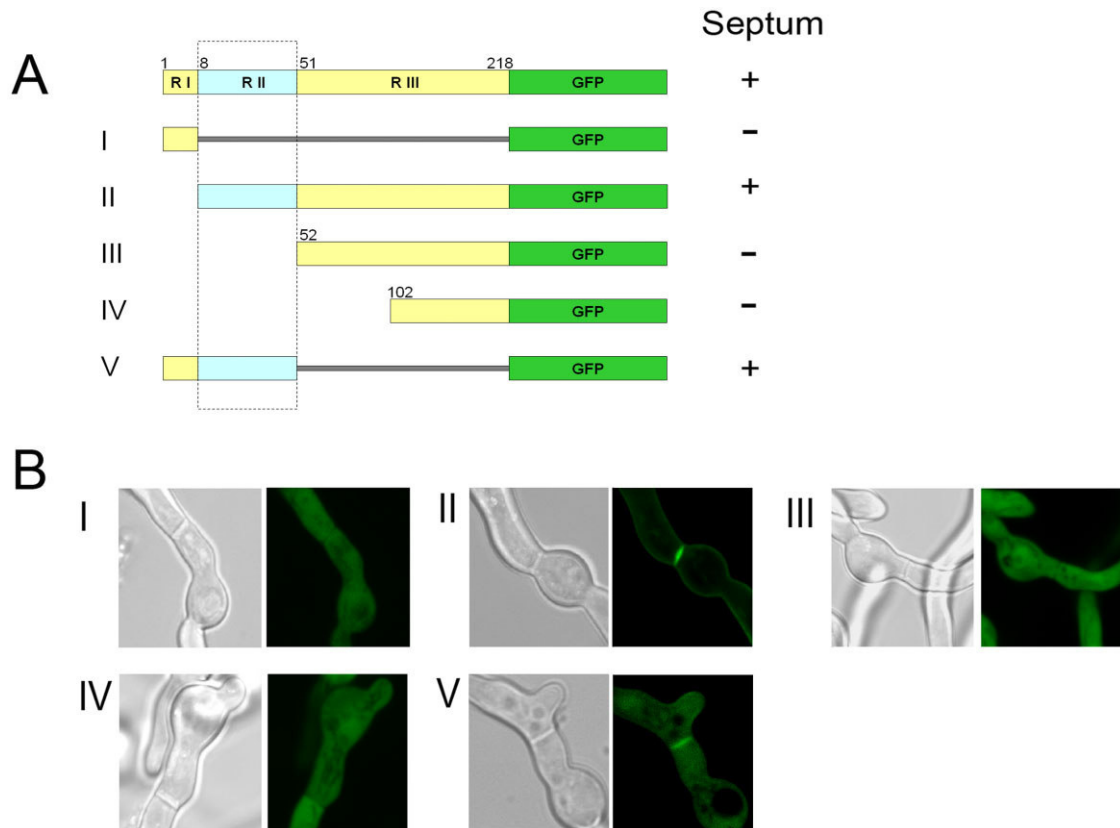 Septum
A
1 8 51 218
R I R II R III GFP +
I GFP -
II GFP +
52
III GFP -
102
IV GFP -
V GFP +
B
I II III
IV V